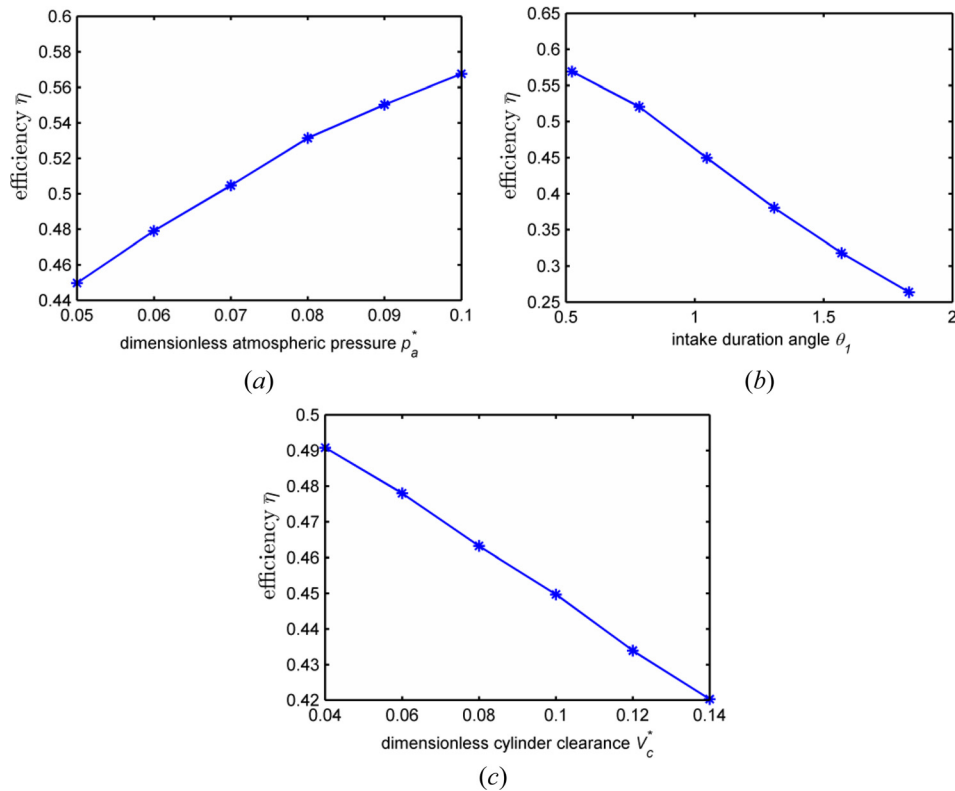 0.6
0.58
0.56
0.54
0.52
0.5
0.48
0.46
0.44
efficiency η̄
0.05 0.06 0.07 0.08 0.09 0.1
dimensionless atmospheric pressure p*a
(a)
0.65
0.6
0.55
0.5
0.45
0.4
0.35
0.3
0.25
efficiency η̄
0.5 1 1.5 2
intake duration angle θ1
(b)
0.5
0.49
0.48
0.47
0.46
0.45
0.44
0.43
0.42
efficiency η̄
0.04 0.06 0.08 0.1 0.12 0.14
dimensionless cylinder clearance V*c
(c)